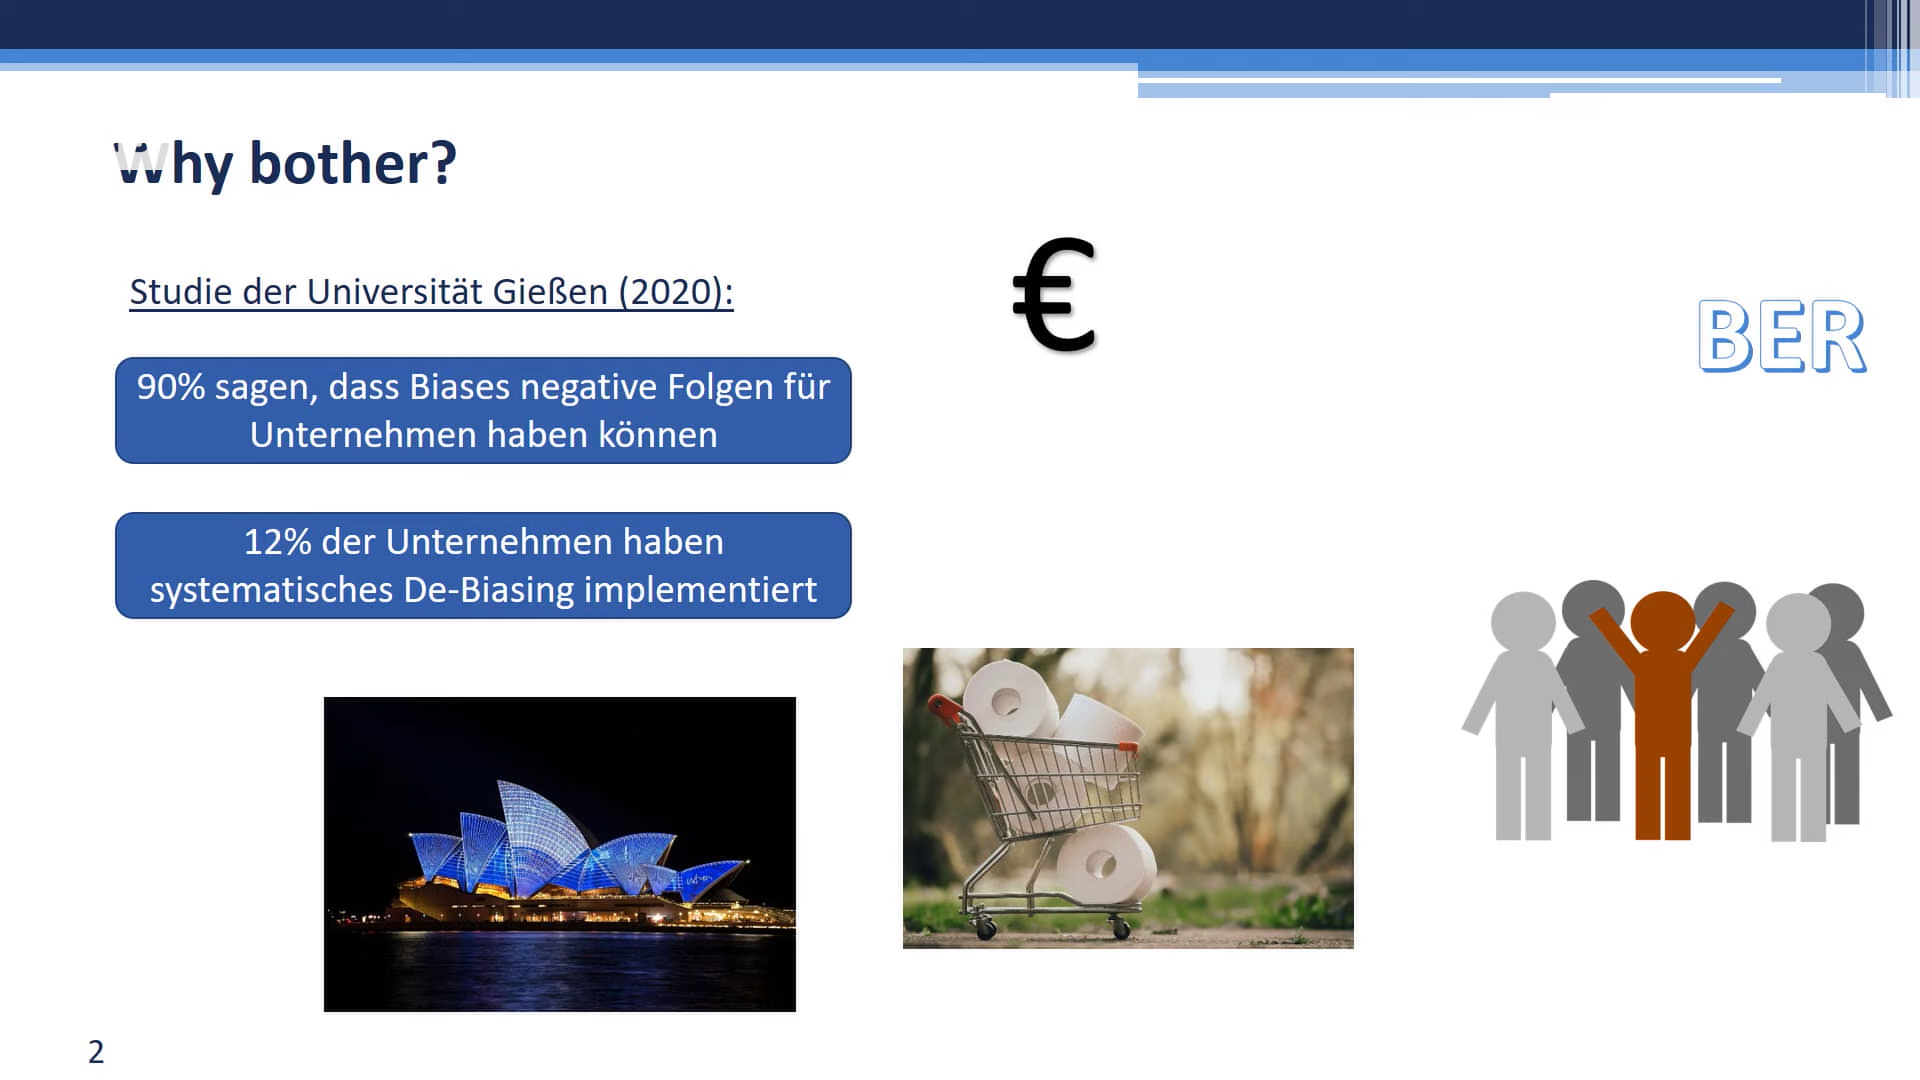 Why bother?
Studie der Universität Gießen (2020):
€
BER
90% sagen, dass Biases negative Folgen für
Unternehmen haben können
12% der Unternehmen haben
systematisches De-Biasing implementiert
2